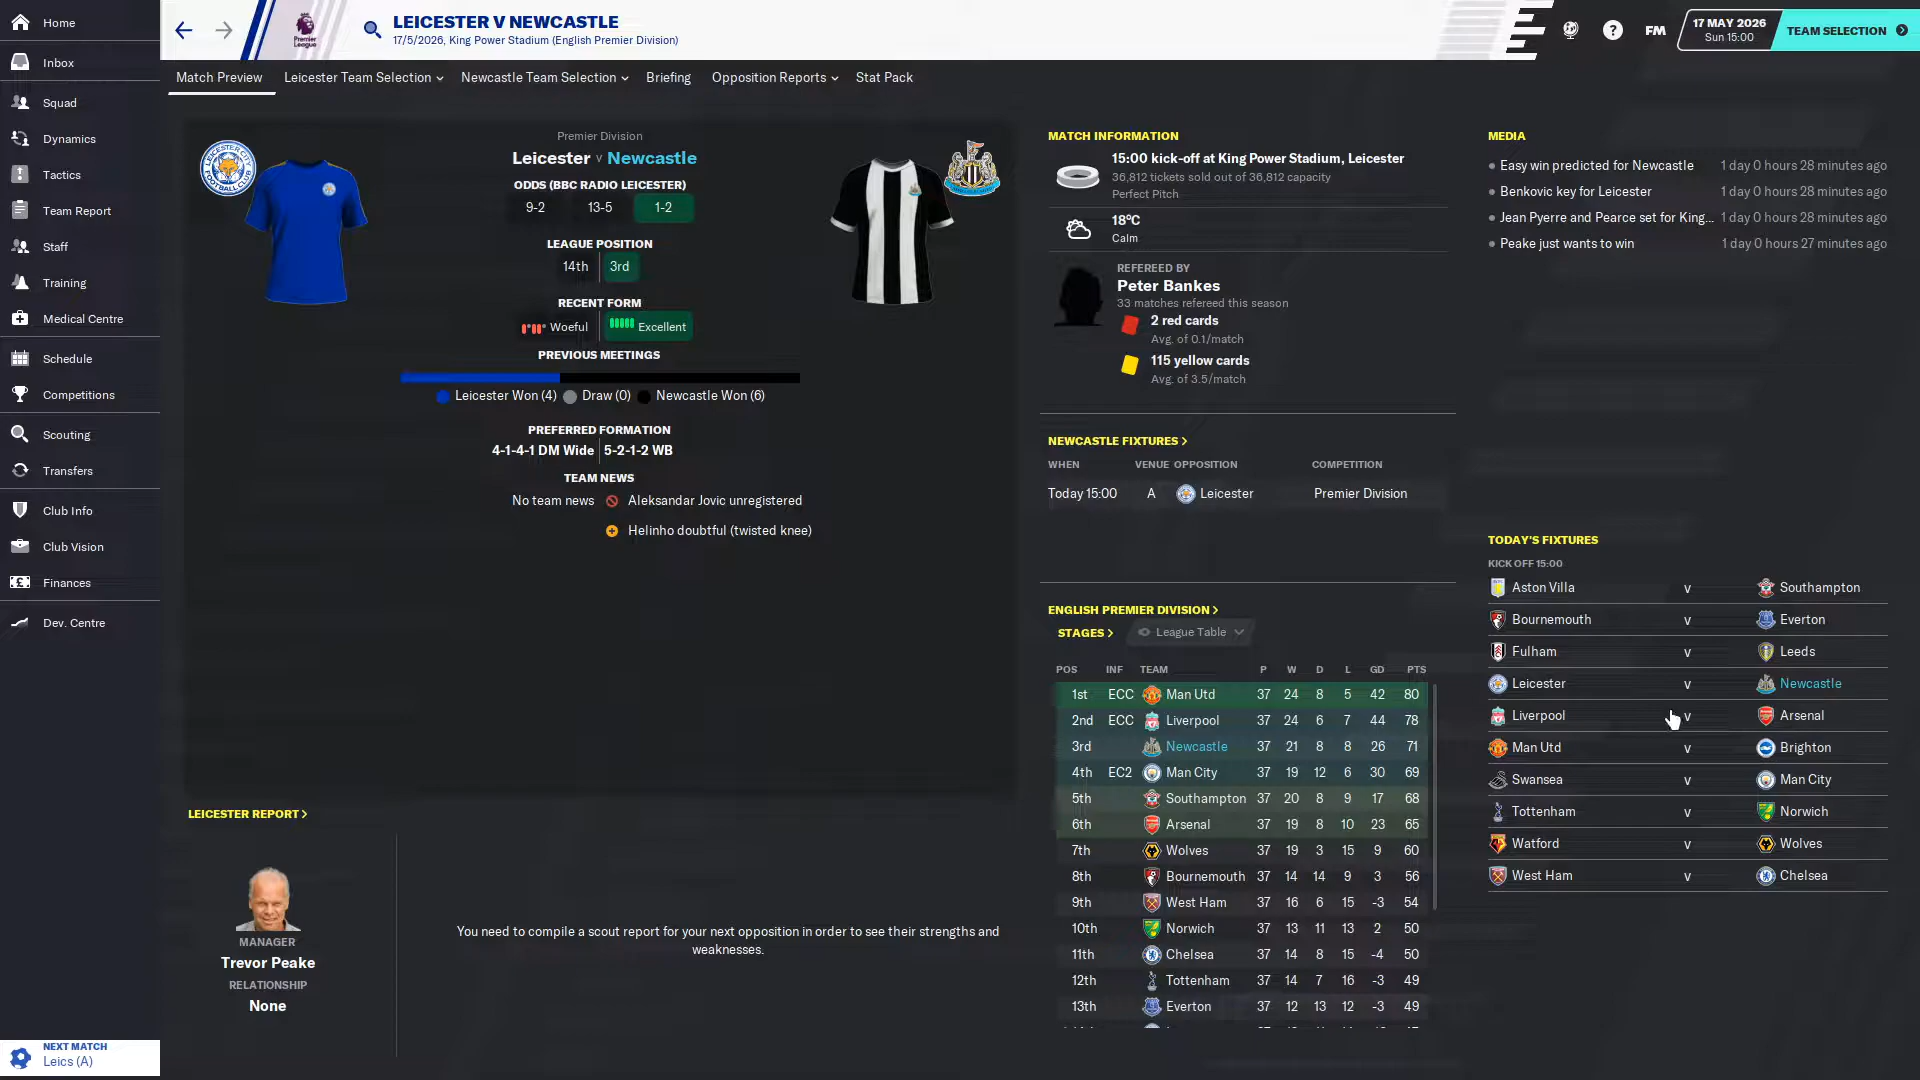 Home
Inbox
Squad
Dynamics
Tactics
Team Report
Staff
Training
Medical Centre
Schedule
Competitions
Scouting
Transfers
Club Info
Club Vision
Finances
Dev. Centre
NEXT MATCH
Leics (A)
Premier League
LEICESTER V NEWCASTLE
17/5/2026, King Power Stadium (English Premier Division)
FM
17 MAY 2026
Sun 15:00
TEAM SELECTION
Match Preview
Leicester Team Selection
Newcastle Team Selection
Briefing
Opposition Reports
Stat Pack
Premier Division
Leicester v Newcastle
ODDS (BBC RADIO LEICESTER)
9-2 13-5 1-2
LEAGUE POSITION
14th 3rd
RECENT FORM
Woeful Excellent
PREVIOUS MEETINGS
Leicester Won (4) Draw (0) Newcastle Won (6)
PREFERRED FORMATION
4-1-4-1 DM Wide 5-2-1-2 WB
TEAM NEWS
No team news Aleksandar Jovic unregistered
Helinho doubtful (twisted knee)
LEICESTER REPORT
MANAGER
Trevor Peake
RELATIONSHIP
None
You need to compile a scout report for your next opposition in order to see their strengths and
weaknesses.
MATCH INFORMATION
15:00 kick-off at King Power Stadium, Leicester
36,812 tickets sold out of 36,812 capacity
Perfect Pitch
18°C
Calm
REFEREED BY
Peter Bankes
33 matches refereed this season
2 red cards
Avg. of 0.1/match
115 yellow cards
Avg. of 3.5/match
NEWCASTLE FIXTURES
WHEN VENUE OPPOSITION COMPETITION
Today 15:00 A Leicester Premier Division
ENGLISH PREMIER DIVISION
STAGES League Table
POS INF TEAM P W D L GD PTS
1st ECC Man Utd 37 24 8 5 42 80
2nd ECC Liverpool 37 24 6 7 44 78
3rd Newcastle 37 21 8 8 26 71
4th EC2 Man City 37 19 12 6 30 69
5th Southampton 37 20 8 9 17 68
6th Arsenal 37 19 8 10 23 65
7th Wolves 37 19 3 15 9 60
8th Bournemouth 37 14 14 9 3 56
9th West Ham 37 16 6 15 -3 54
10th Norwich 37 13 11 13 2 50
11th Chelsea 37 14 8 15 -4 50
12th Tottenham 37 14 7 16 -3 49
13th Everton 37 12 13 12 -3 49
MEDIA
Easy win predicted for Newcastle 1 day 0 hours 28 minutes ago
Benkovic key for Leicester 1 day 0 hours 28 minutes ago
Jean Pyerre and Pearce set for King... 1 day 0 hours 28 minutes ago
Peake just wants to win 1 day 0 hours 27 minutes ago
TODAY'S FIXTURES
KICK OFF 15:00
Aston Villa v Southampton
Bournemouth v Everton
Fulham v Leeds
Leicester v Newcastle
Liverpool v Arsenal
Man Utd v Brighton
Swansea v Man City
Tottenham v Norwich
Watford v Wolves
West Ham v Chelsea